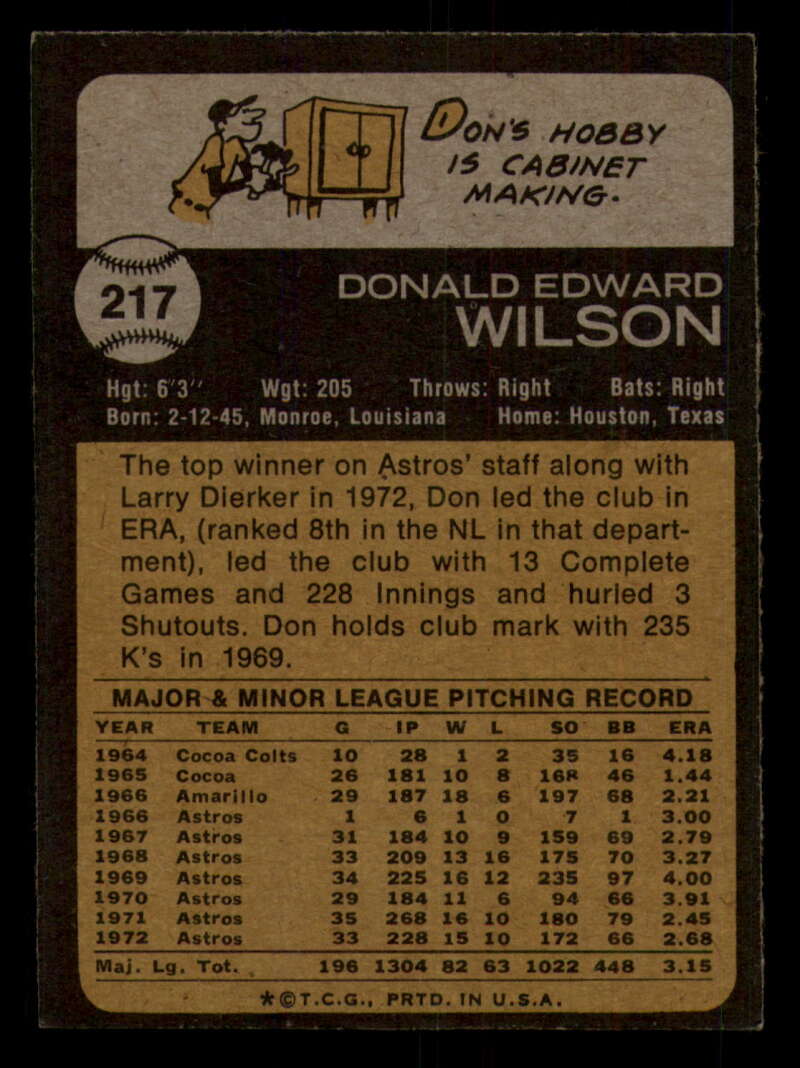 DON'S HOBBY
IS CABINET
MAKING.
217
DONALD EDWARD
WILSON
Hgt: 6'3" Wgt: 205 Throws: Right Bats: Right
Born: 2-12-45, Monroe, Louisiana Home: Houston, Texas
The top winner on Astros' staff along with
Larry Dierker in 1972, Don led the club in
ERA, (ranked 8th in the NL in that depart-
ment), led the club with 13 Complete
Games and 228 Innings and hurled 3
Shutouts. Don holds club mark with 235
K's in 1969.
MAJOR & MINOR LEAGUE PITCHING RECORD
YEAR TEAM G IP W L SO BB ERA
1964 Cocoa Colts 10 28 1 2 35 16 4.18
1965 Cocoa 26 181 10 8 168 46 1.44
1966 Amarillo 29 187 18 6 197 68 2.21
1966 Astros 1 6 1 0 7 1 3.00
1967 Astros 31 184 10 9 159 69 2.79
1968 Astros 33 209 13 16 175 70 3.27
1969 Astros 34 225 16 12 235 97 4.00
1970 Astros 29 184 11 6 94 66 3.91
1971 Astros 35 268 16 10 180 79 2.45
1972 Astros 33 228 15 10 172 66 2.68
Maj. Lg. Tot. 196 1304 82 63 1022 448 3.15
*©T.C.G., PRTD. IN U.S.A.